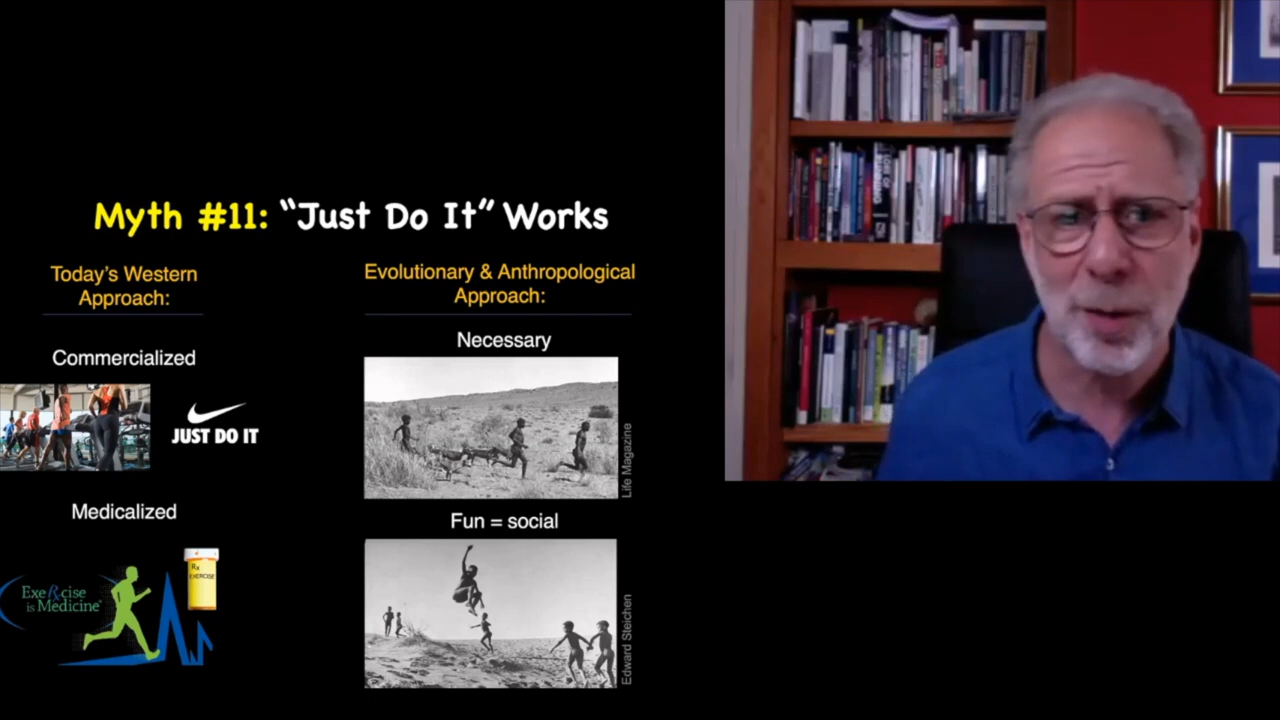 Myth #11: “Just Do It” Works
Today's Western
Approach:
Commercialized
JUST DO IT
Medicalized
ExeRcise
is Medicine®
Rx
EXERCISE
Evolutionary & Anthropological
Approach:
Necessary
Life Magazine
Fun = social
Edward Steichen